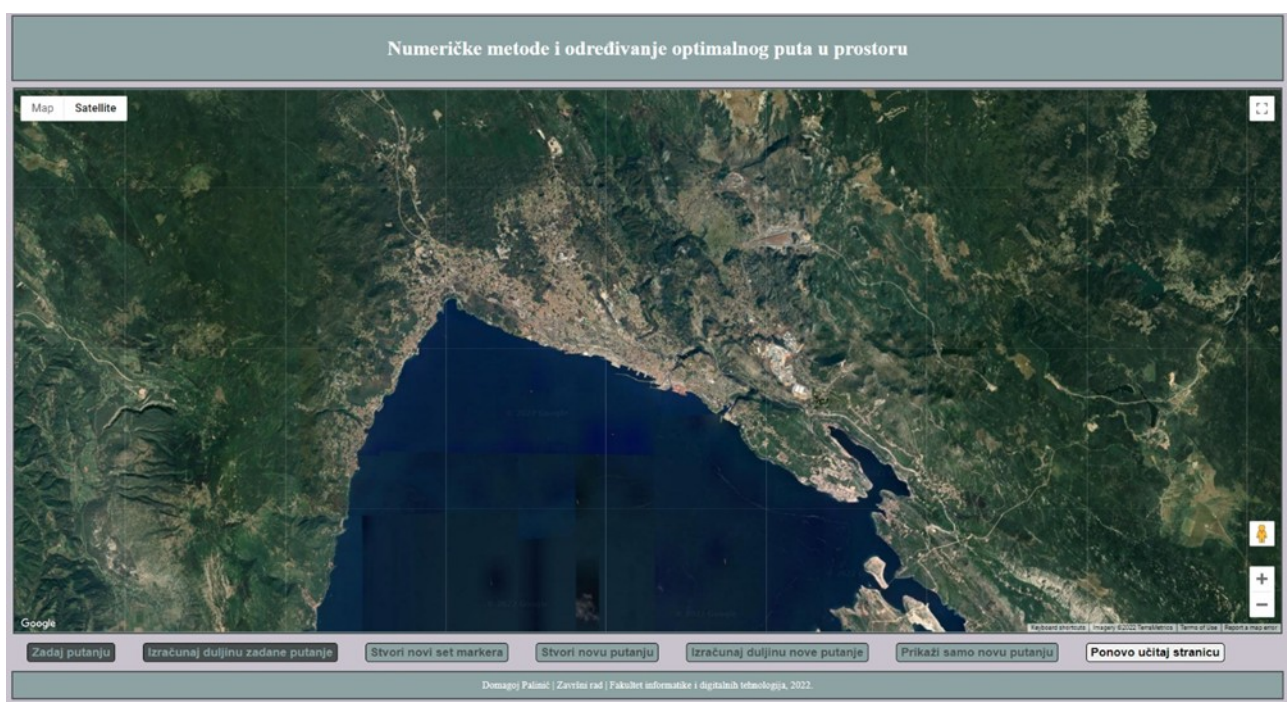 Numeričke metode i određivanje optimalnog puta u prostoru
Map Satellite
Google
Keyboard shortcuts Imagery ©2022 TerraMetrics Terms of Use Report a map error
Zadaj putanju Izračunaj duljinu zadane putanje Stvori novi set markera Stvori novu putanju Izračunaj duljinu nove putanje Prikaži samo novu putanju Ponovo učitaj stranicu
Domagoj Palinić | Završni rad | Fakultet informatike i digitalnih tehnologija, 2022.